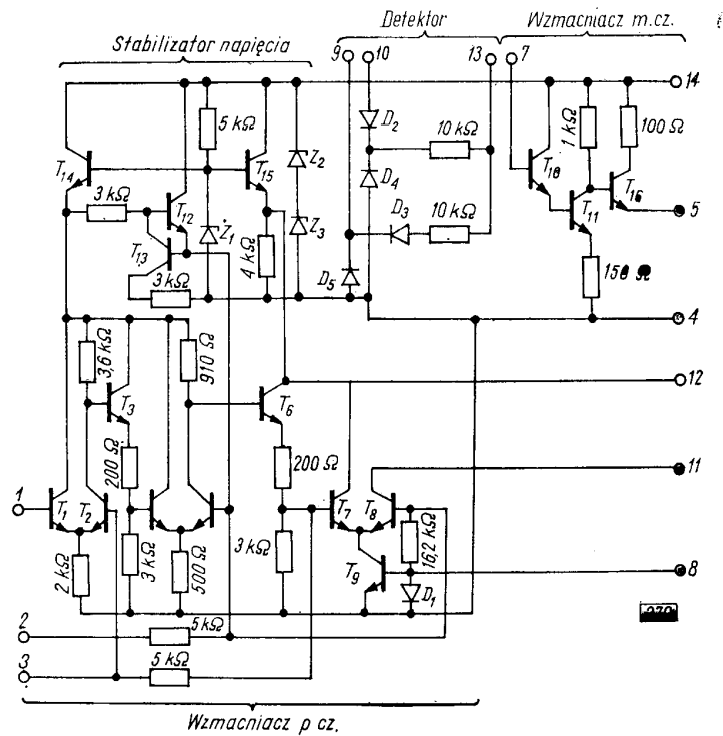 Detektor
Wzmacniacz m.cz.
Stabilizator napięcia
9 10 13 7
14
5 kΩ
D2
Z2
10 kΩ
1 kΩ
100 Ω
T14
T15
T10
T16
3 kΩ
T12
D4
T11
5
Z1
Z3
D3
10 kΩ
T13
4 kΩ
3 kΩ
D5
150 Ω
4
3,6 kΩ
910 Ω
12
T3
T6
200 Ω
200 Ω
11
1
T1 T2
T7 T8
16,2 kΩ
2 kΩ
3 kΩ
500 Ω
3 kΩ
T9
8
D1
2
5 kΩ
3
5 kΩ
Wzmacniacz p cz.